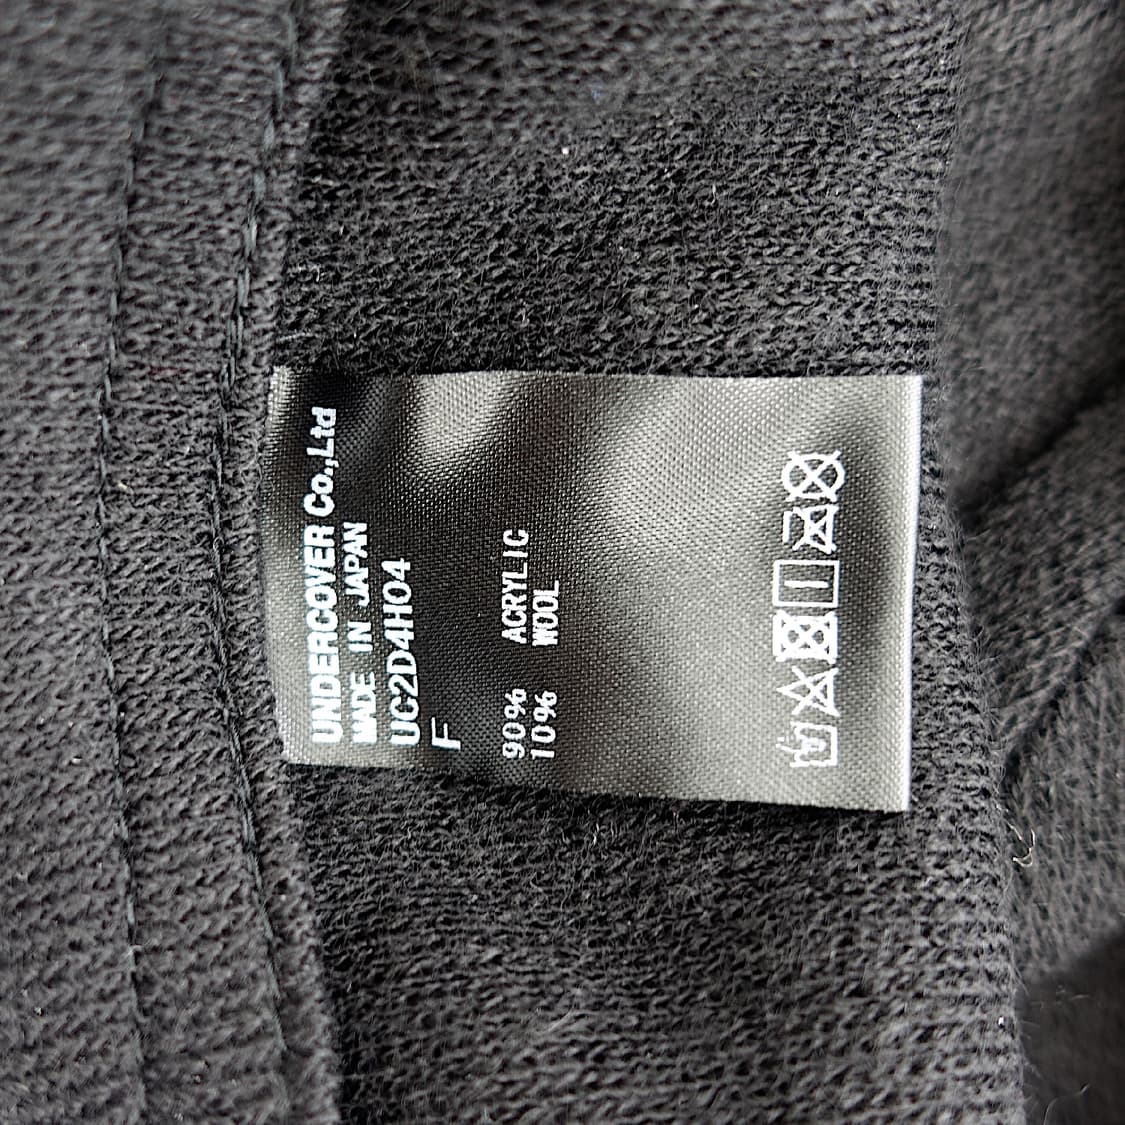 UNDERCOVER Co.,Ltd
MADE IN JAPAN
UC2D4H04
F
90% ACRYLIC
10% WOOL